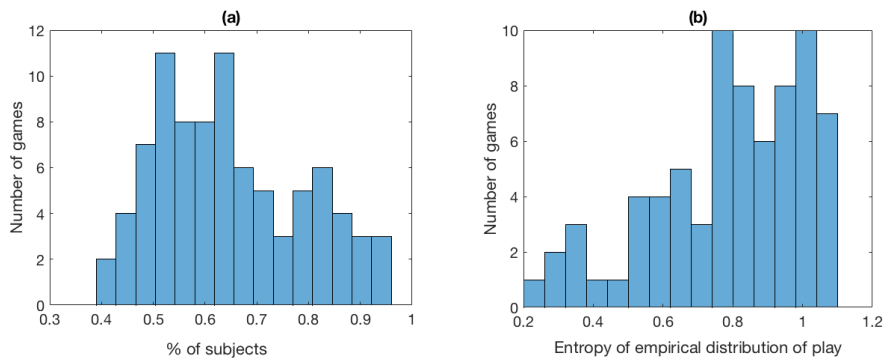 (a)
12
10
8
6
4
2
0
Number of games
0.3 0.4 0.5 0.6 0.7 0.8 0.9 1
% of subjects
(b)
10
8
6
4
2
0
Number of games
0.2 0.4 0.6 0.8 1 1.2
Entropy of empirical distribution of play